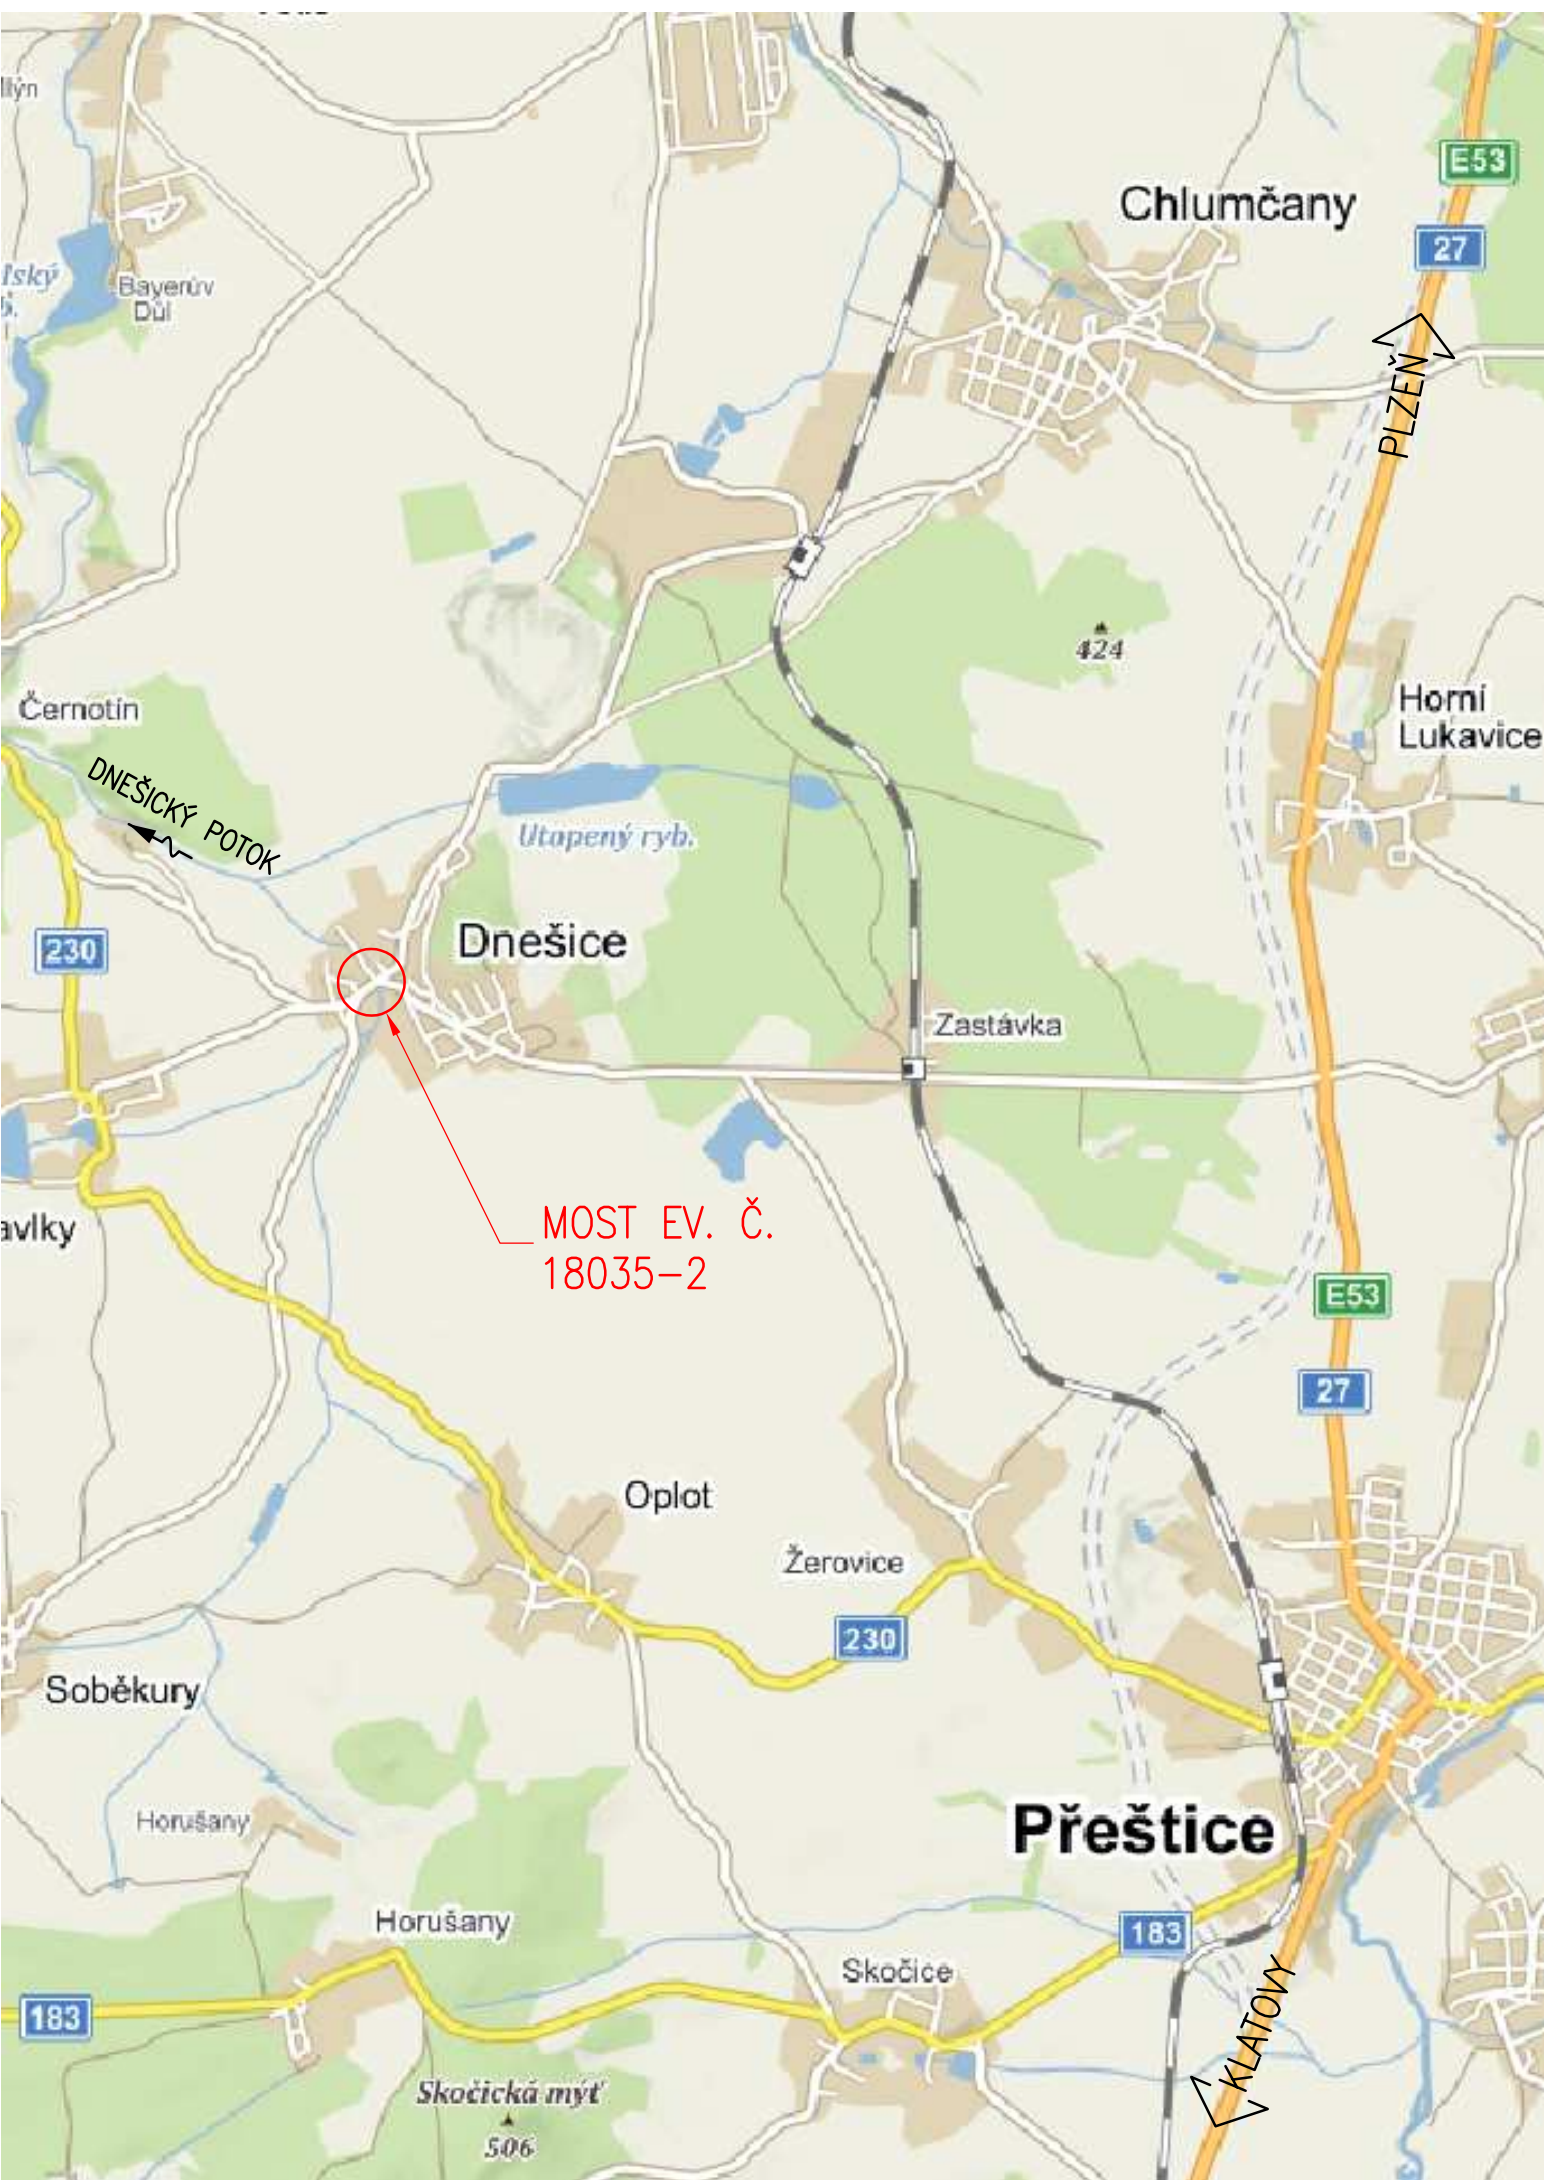 E53
Chlumčany
27
Bayerův
Důl
PLZEŇ
424
Horní
Lukavice
Černotín
DNEŠICKÝ POTOK
Utopený ryb.
Dnešice
230
Zastávka
MOST EV. Č.
18035-2
avlky
E53
27
Oplot
Žerovice
230
Soběkury
Horušany
Přeštice
Horušany
183
Skočice
183
KLATOVY
Skočická mýť
506